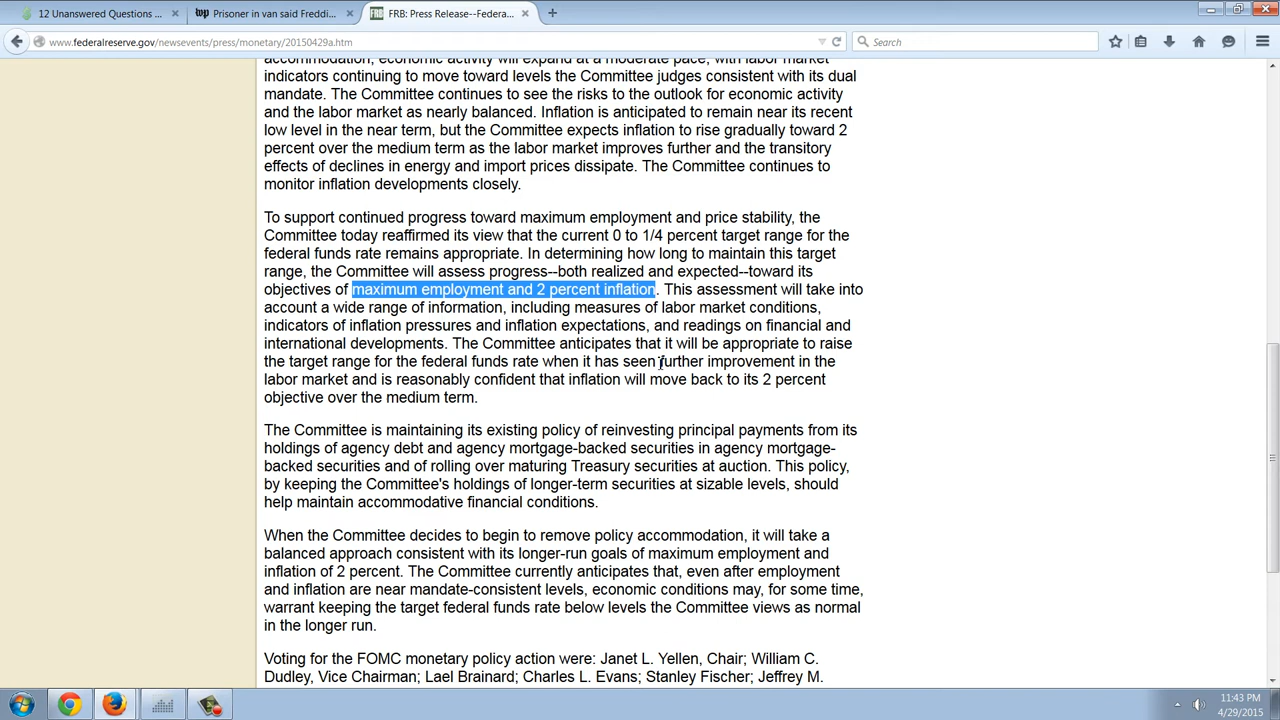 12 Unanswered Questions ...
Prisoner in van said Freddi...
FRB: Press Release--Federa...
www.federalreserve.gov/newsevents/press/monetary/20150429a.htm
Search
accommodation, economic activity will expand at a moderate pace, with labor market
indicators continuing to move toward levels the Committee judges consistent with its dual
mandate. The Committee continues to see the risks to the outlook for economic activity
and the labor market as nearly balanced. Inflation is anticipated to remain near its recent
low level in the near term, but the Committee expects inflation to rise gradually toward 2
percent over the medium term as the labor market improves further and the transitory
effects of declines in energy and import prices dissipate. The Committee continues to
monitor inflation developments closely.
To support continued progress toward maximum employment and price stability, the
Committee today reaffirmed its view that the current 0 to 1/4 percent target range for the
federal funds rate remains appropriate. In determining how long to maintain this target
range, the Committee will assess progress--both realized and expected--toward its
objectives of maximum employment and 2 percent inflation. This assessment will take into
account a wide range of information, including measures of labor market conditions,
indicators of inflation pressures and inflation expectations, and readings on financial and
international developments. The Committee anticipates that it will be appropriate to raise
the target range for the federal funds rate when it has seen further improvement in the
labor market and is reasonably confident that inflation will move back to its 2 percent
objective over the medium term.
The Committee is maintaining its existing policy of reinvesting principal payments from its
holdings of agency debt and agency mortgage-backed securities in agency mortgage-
backed securities and of rolling over maturing Treasury securities at auction. This policy,
by keeping the Committee's holdings of longer-term securities at sizable levels, should
help maintain accommodative financial conditions.
When the Committee decides to begin to remove policy accommodation, it will take a
balanced approach consistent with its longer-run goals of maximum employment and
inflation of 2 percent. The Committee currently anticipates that, even after employment
and inflation are near mandate-consistent levels, economic conditions may, for some time,
warrant keeping the target federal funds rate below levels the Committee views as normal
in the longer run.
Voting for the FOMC monetary policy action were: Janet L. Yellen, Chair; William C.
Dudley, Vice Chairman; Lael Brainard; Charles L. Evans; Stanley Fischer; Jeffrey M.
11:43 PM
4/29/2015